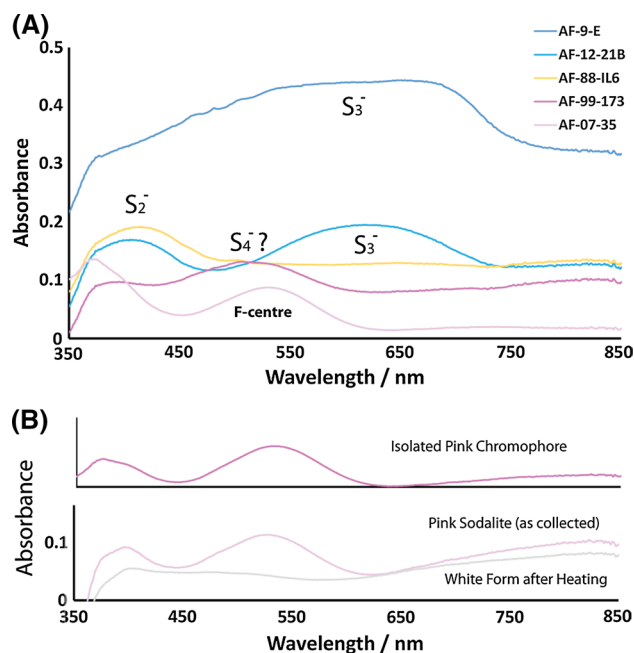 (A)
AF-9-E
AF-12-21B
AF-88-IL6
AF-99-173
AF-07-35
0.5
0.4
0.3
0.2
0.1
0
Absorbance
S3-
S2-
S4-?
S3-
F-centre
350 450 550 650 750 850
Wavelength / nm
(B)
Isolated Pink Chromophore
Absorbance
Pink Sodalite (as collected)
0.1
White Form after Heating
0
350 450 550 650 750 850
Wavelength / nm